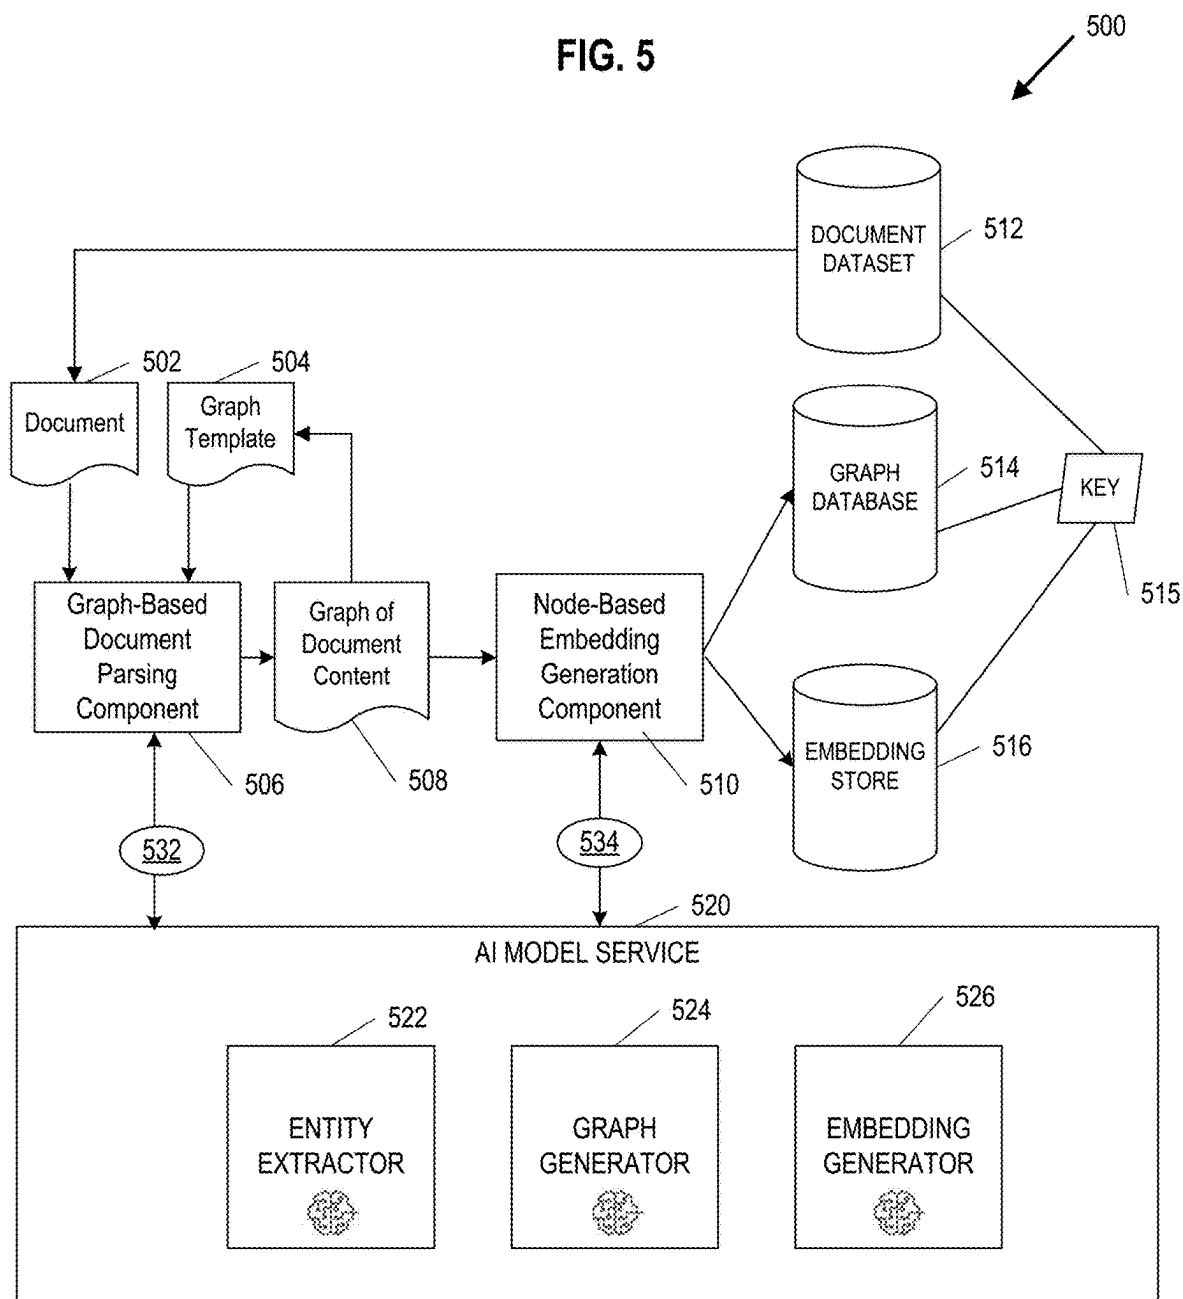 FIG. 5
500
DOCUMENT
DATASET
512
502
504
Document
Graph
Template
GRAPH
DATABASE
514
KEY
515
Graph-Based
Document
Parsing
Component
506
Graph of
Document
Content
508
Node-Based
Embedding
Generation
Component
510
EMBEDDING
STORE
516
532
534
520
AI MODEL SERVICE
522
ENTITY
EXTRACTOR
524
GRAPH
GENERATOR
526
EMBEDDING
GENERATOR